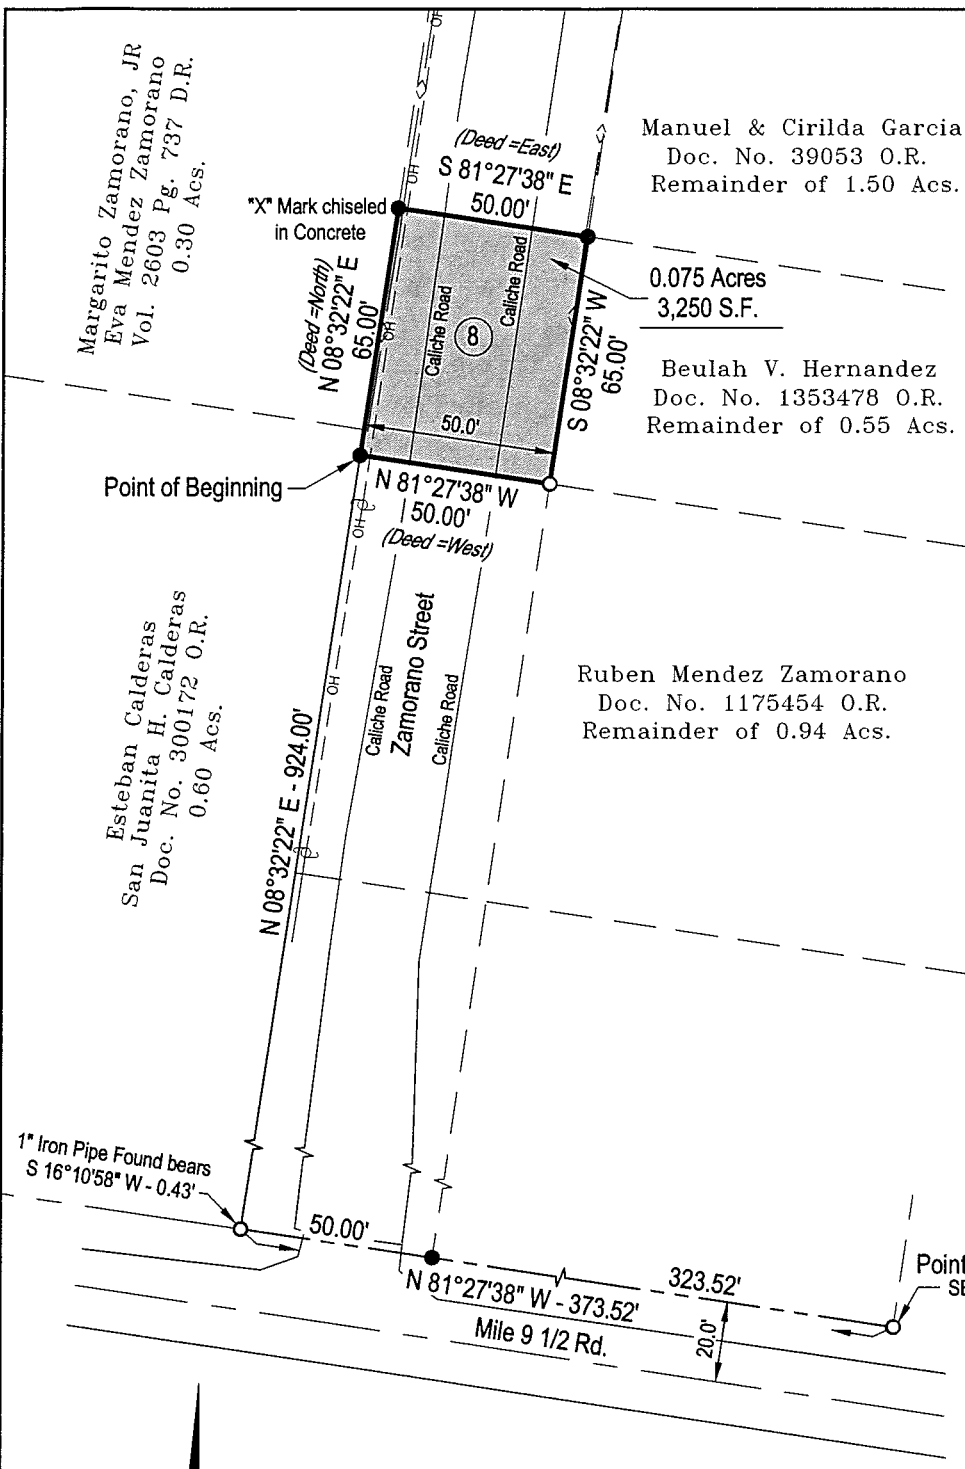 Margarito Zamorano, JR
Eva Mendez Zamorano
Vol. 2603 Pg. 737 D.R.
0.30 Acs.
OH
(Deed =East)
S 81°27'38" E
50.00'
Manuel & Cirilda Garcia
Doc. No. 39053 O.R.
Remainder of 1.50 Acs.
OH
"X" Mark chiseled
in Concrete
(Deed =North)
N 08°32'22" E
65.00'
OH
Caliche Road
Caliche Road
8
0.075 Acres
3,250 S.F.
S 08°32'22" W
65.00'
Beulah V. Hernandez
Doc. No. 1353478 O.R.
Remainder of 0.55 Acs.
50.0'
Point of Beginning
N 81°27'38" W
50.00'
(Deed =West)
OH
Esteban Calderas
San Juanita H. Calderas
Doc. No. 300172 O.R.
0.60 Acs.
OH
N 08°32'22" E - 924.00'
Caliche Road
Zamorano Street
Caliche Road
Ruben Mendez Zamorano
Doc. No. 1175454 O.R.
Remainder of 0.94 Acs.
1" Iron Pipe Found bears
S 16°10'58" W - 0.43'
50.00'
N 81°27'38" W - 373.52'
323.52'
Mile 9 1/2 Rd.
20.0'
Point